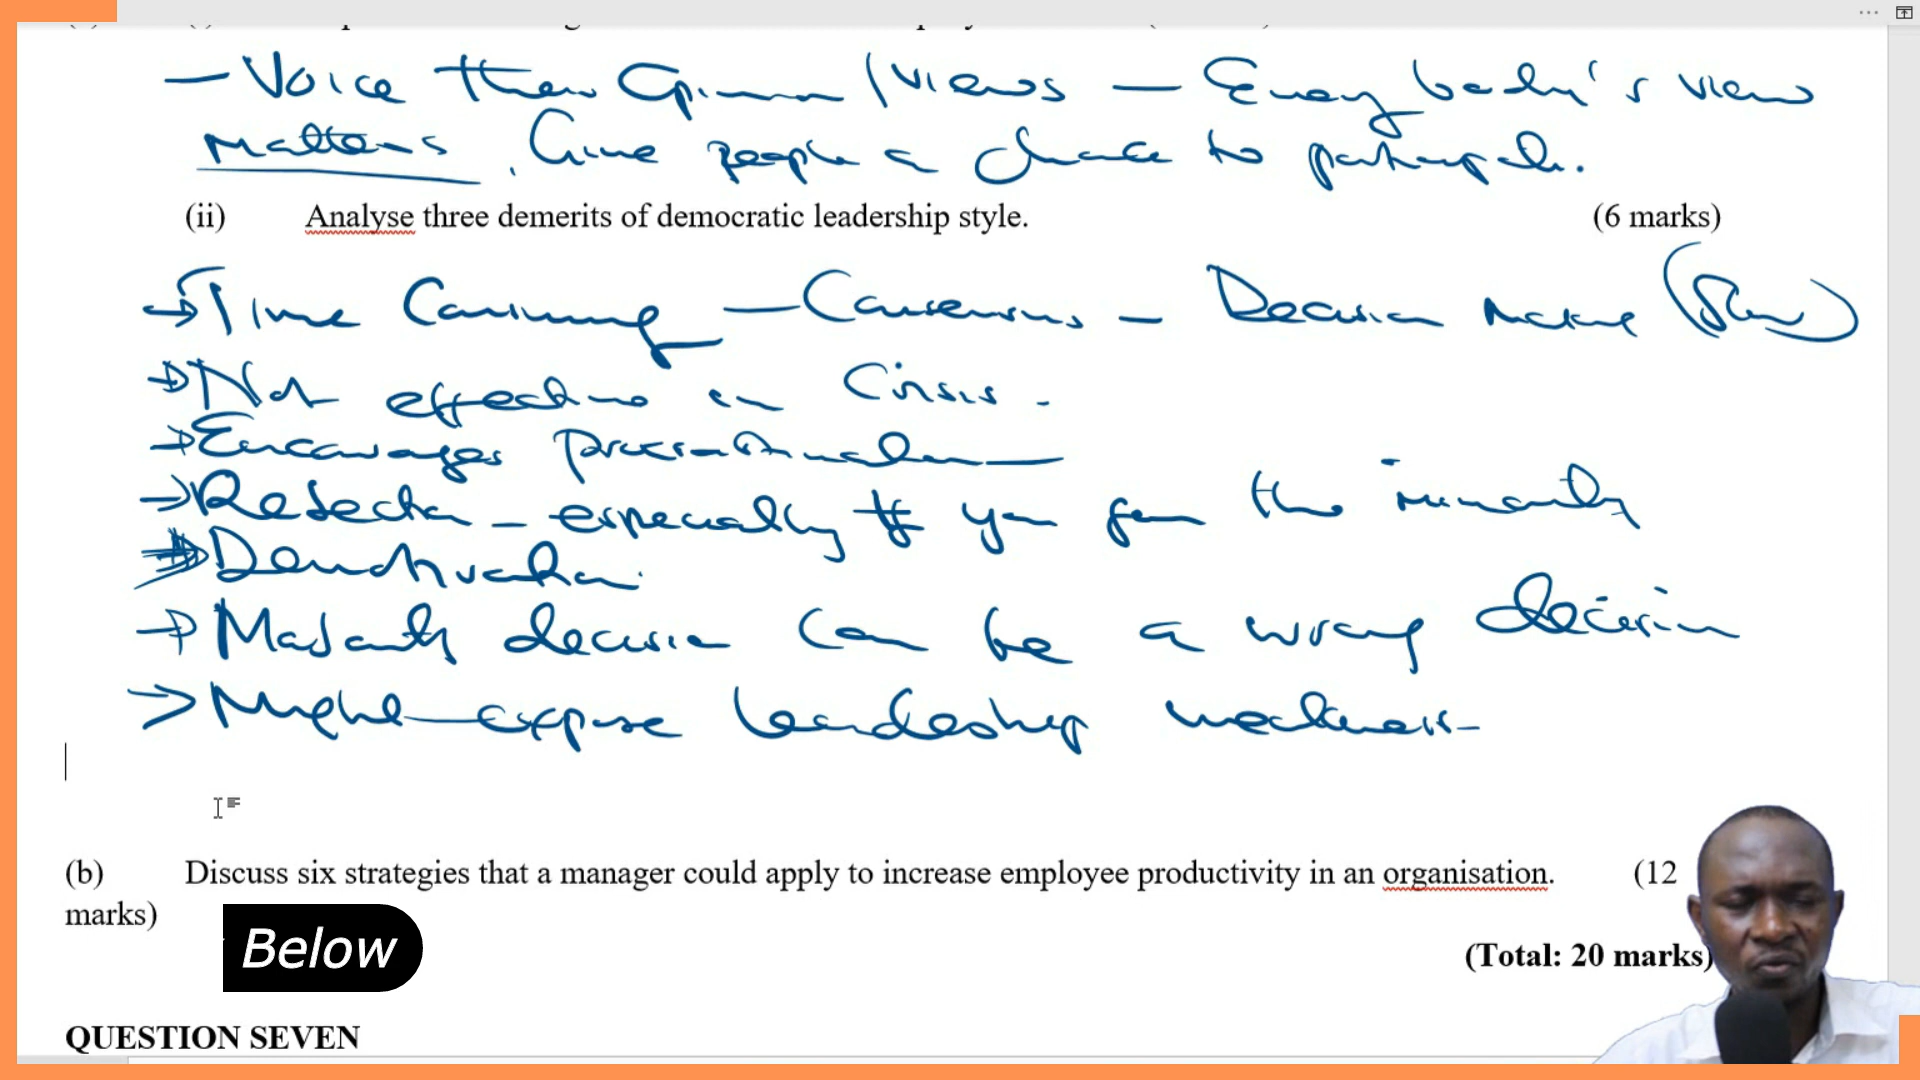 – Voice their Opinion / views – Every body's view
matters. Give people a chance to participate.
(ii) Analyse three demerits of democratic leadership style. (6 marks)
→ Time Consuming – Consensus – Decision making (Slow)
→ Not effective in Crisis.
→ Encourages procrastination
→ Rejection – especially if you are the minority
→ Demotivation
→ Majority decision can be a wrong decision
→ Might expose leadership weakness
(b) Discuss six strategies that a manager could apply to increase employee productivity in an organisation. (12
marks)
Below
(Total: 20 marks)
QUESTION SEVEN